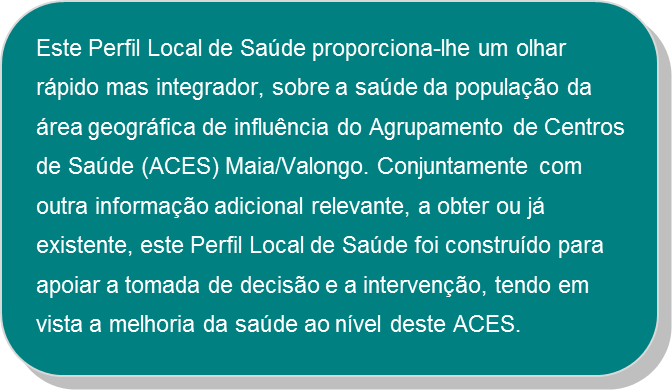 Este Perfil Local de Saúde proporciona-lhe um olhar
rápido mas integrador, sobre a saúde da população da
área geográfica de influência do Agrupamento de Centros
de Saúde (ACES) Maia/Valongo. Conjuntamente com
outra informação adicional relevante, a obter ou já
existente, este Perfil Local de Saúde foi construído para
apoiar a tomada de decisão e a intervenção, tendo em
vista a melhoria da saúde ao nível deste ACES.